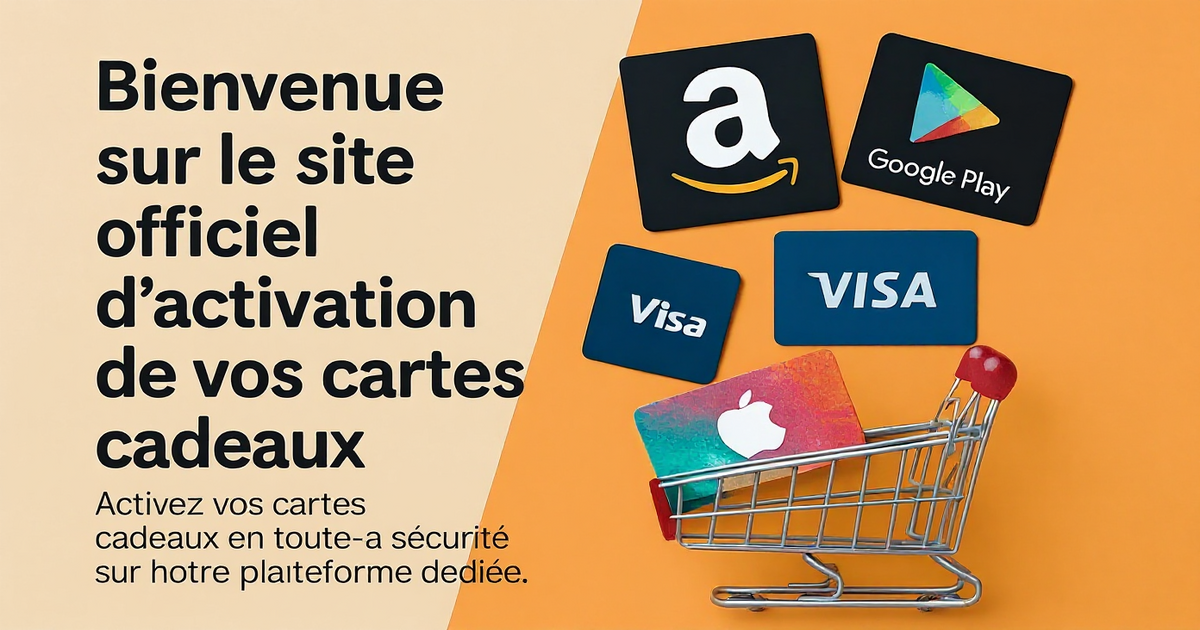 Bienvenue
sur le site
officiel
d'activation
de vos cartes
cadeaux
Activez vos cartes
cadeaux en toute-a sécurité
sur hotre plaıteforme dediée.
a
Google Play
Visa
VISA